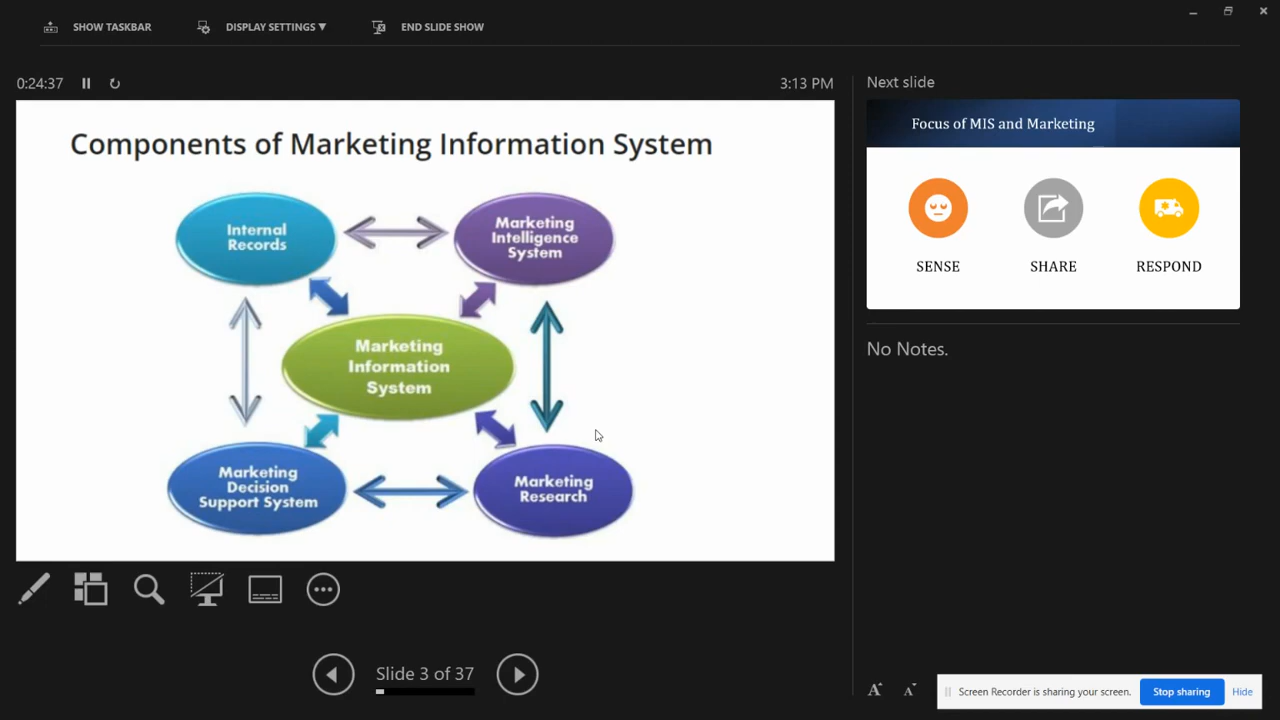 SHOW TASKBAR
DISPLAY SETTINGS ▼
END SLIDE SHOW
0:24:37
3:13 PM
Components of Marketing Information System
Internal
Records
Marketing
Intelligence
System
Marketing
Information
System
Marketing
Decision
Support System
Marketing
Research
Slide 3 of 37
Next slide
Focus of MIS and Marketing
SENSE
SHARE
RESPOND
No Notes.
A A
Screen Recorder is sharing your screen.
Stop sharing
Hide